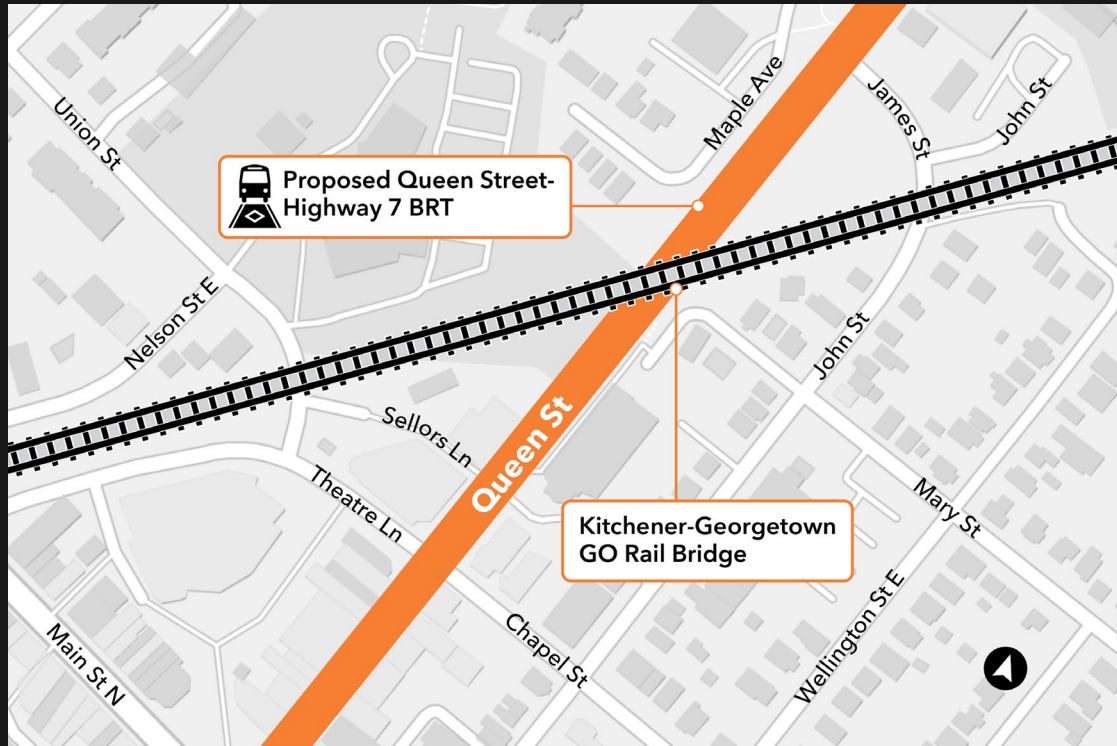 Union St
Maple Ave
James St
John St
Proposed Queen Street-
Highway 7 BRT
Nelson St E
John St
Sellors Ln
Queen St
Theatre Ln
Kitchener-Georgetown
GO Rail Bridge
Mary St
Wellington St E
Chapel St
Main St N